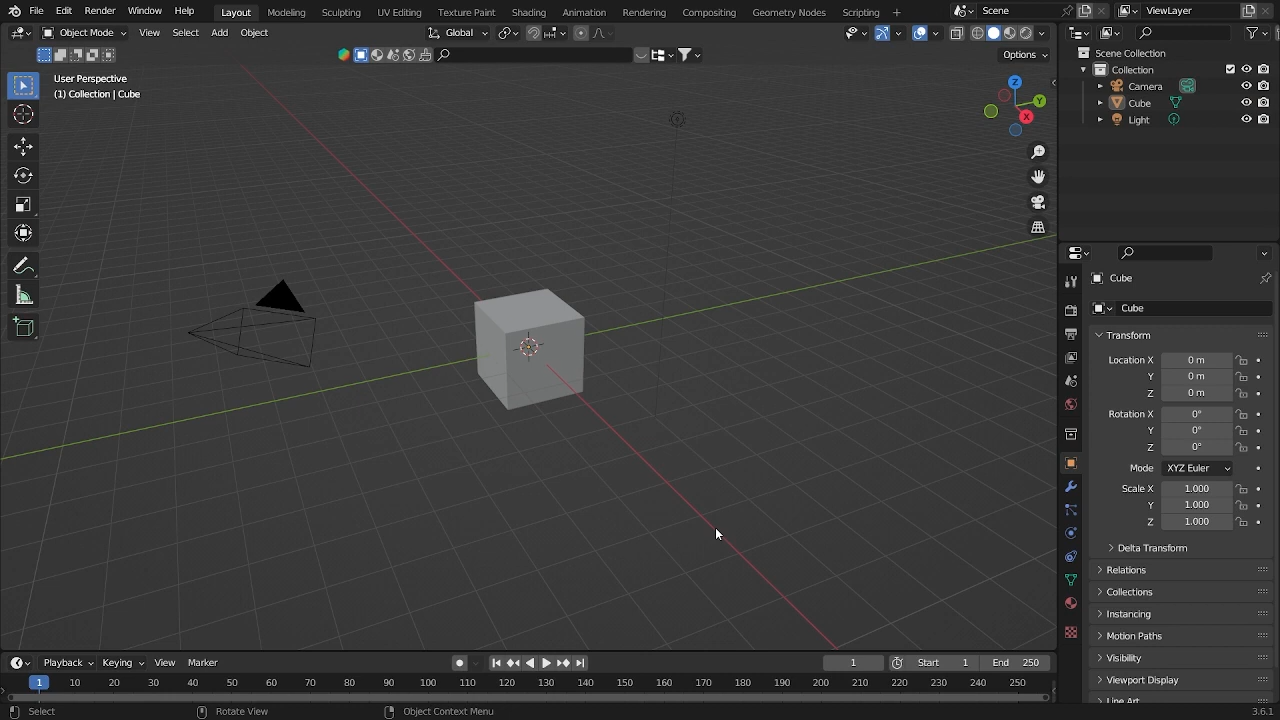 File Edit Render Window Help Layout Modeling Sculpting UV Editing Texture Paint Shading Animation Rendering Compositing Geometry Nodes Scripting + Scene ViewLayer
Object Mode View Select Add Object Global
Options
User Perspective
(1) Collection | Cube
Z
Y
X
Scene Collection
Collection
Camera
Cube
Light
Cube
Cube
Transform
Location X 0 m
Y 0 m
Z 0 m
Rotation X 0°
Y 0°
Z 0°
Mode XYZ Euler
Scale X 1.000
Y 1.000
Z 1.000
Delta Transform
Relations
Collections
Instancing
Motion Paths
Visibility
Viewport Display
Line Art
Playback Keying View Marker 1 Start 1 End 250
1 10 20 30 40 50 60 70 80 90 100 110 120 130 140 150 160 170 180 190 200 210 220 230 240 250
Select Rotate View Object Context Menu 3.6.1